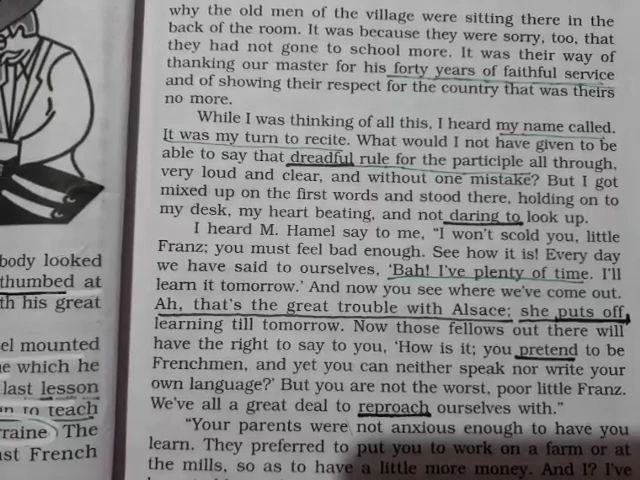 body looked
thumbed at
th his great
el mounted
e which he
last lesson
to teach
rraine The
st French
why the old men of the village were sitting there in the
back of the room. It was because they were sorry, too, that
they had not gone to school more. It was their way of
thanking our master for his forty years of faithful service
and of showing their respect for the country that was theirs
no more.
While I was thinking of all this, I heard my name called.
It was my turn to recite. What would I not have given to be
able to say that dreadful rule for the participle all through,
very loud and clear, and without one mistake? But I got
mixed up on the first words and stood there, holding on to
my desk, my heart beating, and not daring to look up.
I heard M. Hamel say to me, “I won't scold you, little
Franz; you must feel bad enough. See how it is! Every day
we have said to ourselves, ‘Bah! I've plenty of time. I'll
learn it tomorrow.’ And now you see where we've come out.
Ah, that's the great trouble with Alsace; she puts off
learning till tomorrow. Now those fellows out there will
have the right to say to you, ‘How is it; you pretend to be
Frenchmen, and yet you can neither speak nor write your
own language?’ But you are not the worst, poor little Franz.
We've all a great deal to reproach ourselves with.”
“Your parents were not anxious enough to have you
learn. They preferred to put you to work on a farm or at
the mills, so as to have a little more money. And I? I've